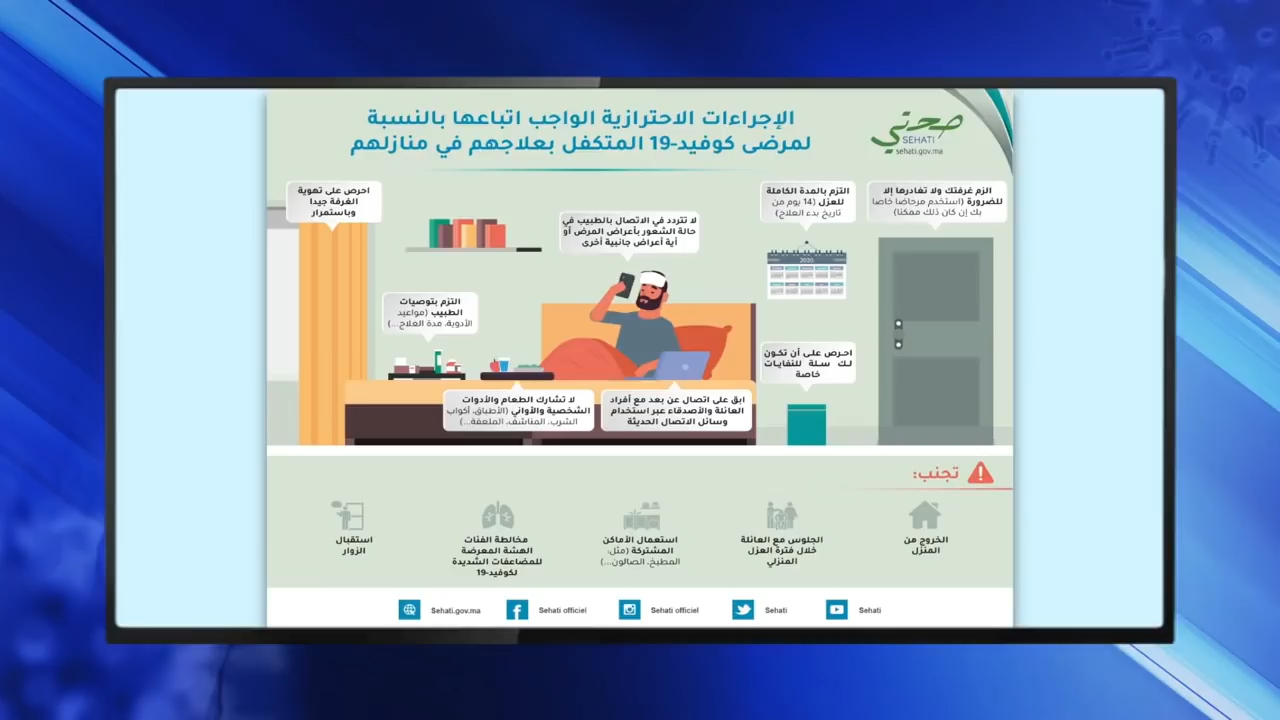 الإجراءات الاحترازية الواجب اتباعها بالنسبة
لمرضى كوفيد-19 المتكفل بعلاجهم في منازلهم
صحتي
SEHATI
sehati.gov.ma
الزم غرفتك ولا تغادرها إلا
للضرورة (استخدم مرحاضا خاصا
بك إن كان ذلك ممكنا)
التزم بالمدة الكاملة
للعزل (14 يوم من
تاريخ بدء العلاج)
لا تتردد في الاتصال بالطبيب في
حالة الشعور بأعراض المرض أو
أية أعراض جانبية أخرى
احرص على تهوية
الغرفة جيدا
وباستمرار
2020
التزم بتوصيات
الطبيب (مواعيد
الأدوية، مدة العلاج...)
احرص على أن تكون
لك سلة للنفايات
خاصة
ابق على اتصال عن بعد مع أفراد
العائلة والأصدقاء عبر استخدام
وسائل الاتصال الحديثة
لا تشارك الطعام والأدوات
الشخصية والأواني (الأطباق، أكواب
الشرب، المناشف، الملعقة...)
تجنب:
الخروج من
المنزل
الجلوس مع العائلة
خلال فترة العزل
المنزلي
استعمال الأماكن
المشتركة (مثل:
المطبخ، الصالون...)
مخالطة الفئات
الهشة المعرضة
للمضاعفات الشديدة
لكوفيد-19
استقبال
الزوار
Sehati.gov.ma
Sehati officiel
Sehati officiel
Sehati
Sehati